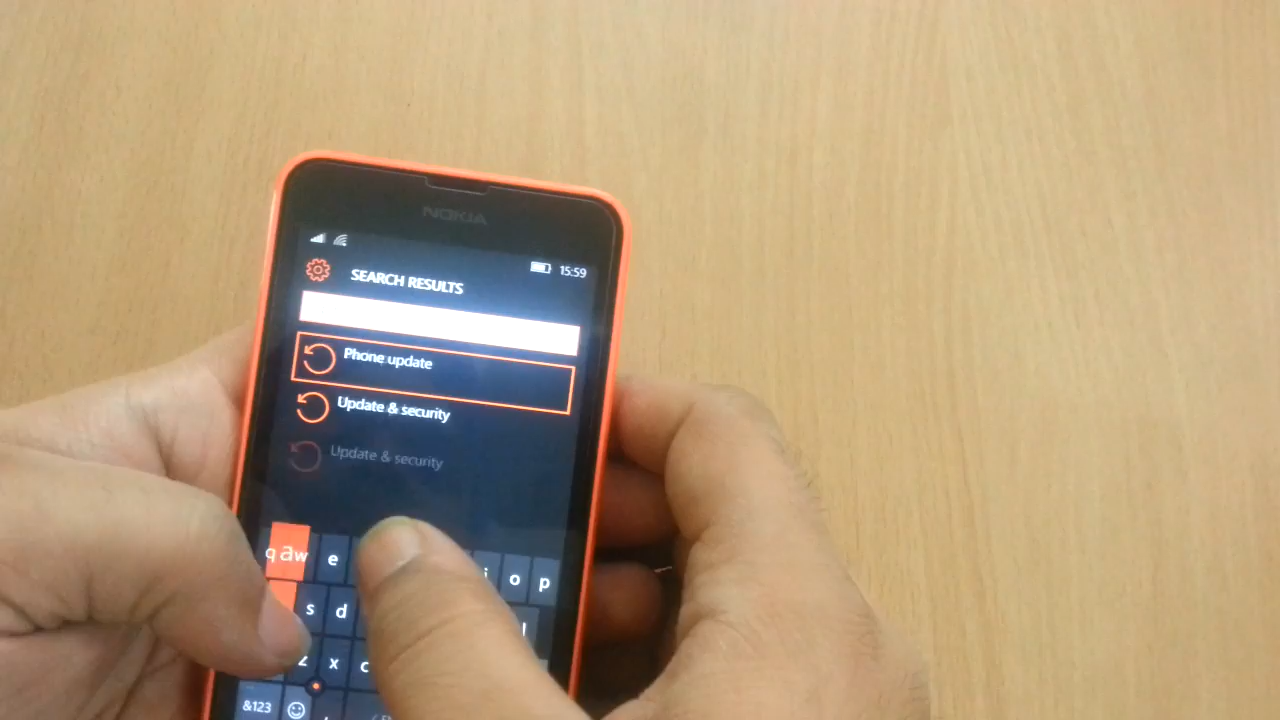 NOKIA
15:59
SEARCH RESULTS
Phone update
Update & security
Update & security
q a w e i o p
s d l
z x c
&123